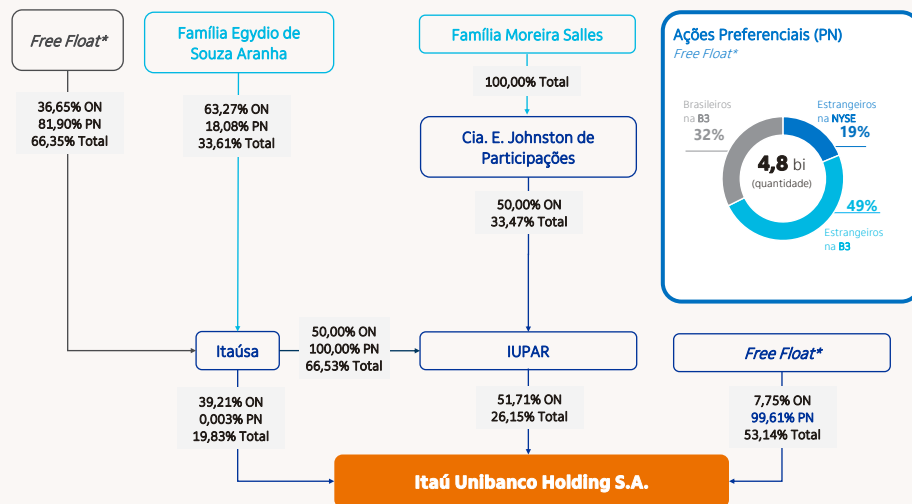 Free Float*
36,65% ON
81,90% PN
66,35% Total
Família Egydio de
Souza Aranha
63,27% ON
18,08% PN
33,61% Total
Família Moreira Salles
100,00% Total
Cia. E. Johnston de
Participações
50,00% ON
33,47% Total
Ações Preferenciais (PN)
Free Float*
Brasileiros
na B3
32%
Estrangeiros
na NYSE
19%
4,8 bi
(quantidade)
49%
Estrangeiros
na B3
Itaúsa
50,00% ON
100,00% PN
66,53% Total
IUPAR
Free Float*
39,21% ON
0,003% PN
19,83% Total
51,71% ON
26,15% Total
7,75% ON
99,61% PN
53,14% Total
Itaú Unibanco Holding S.A.